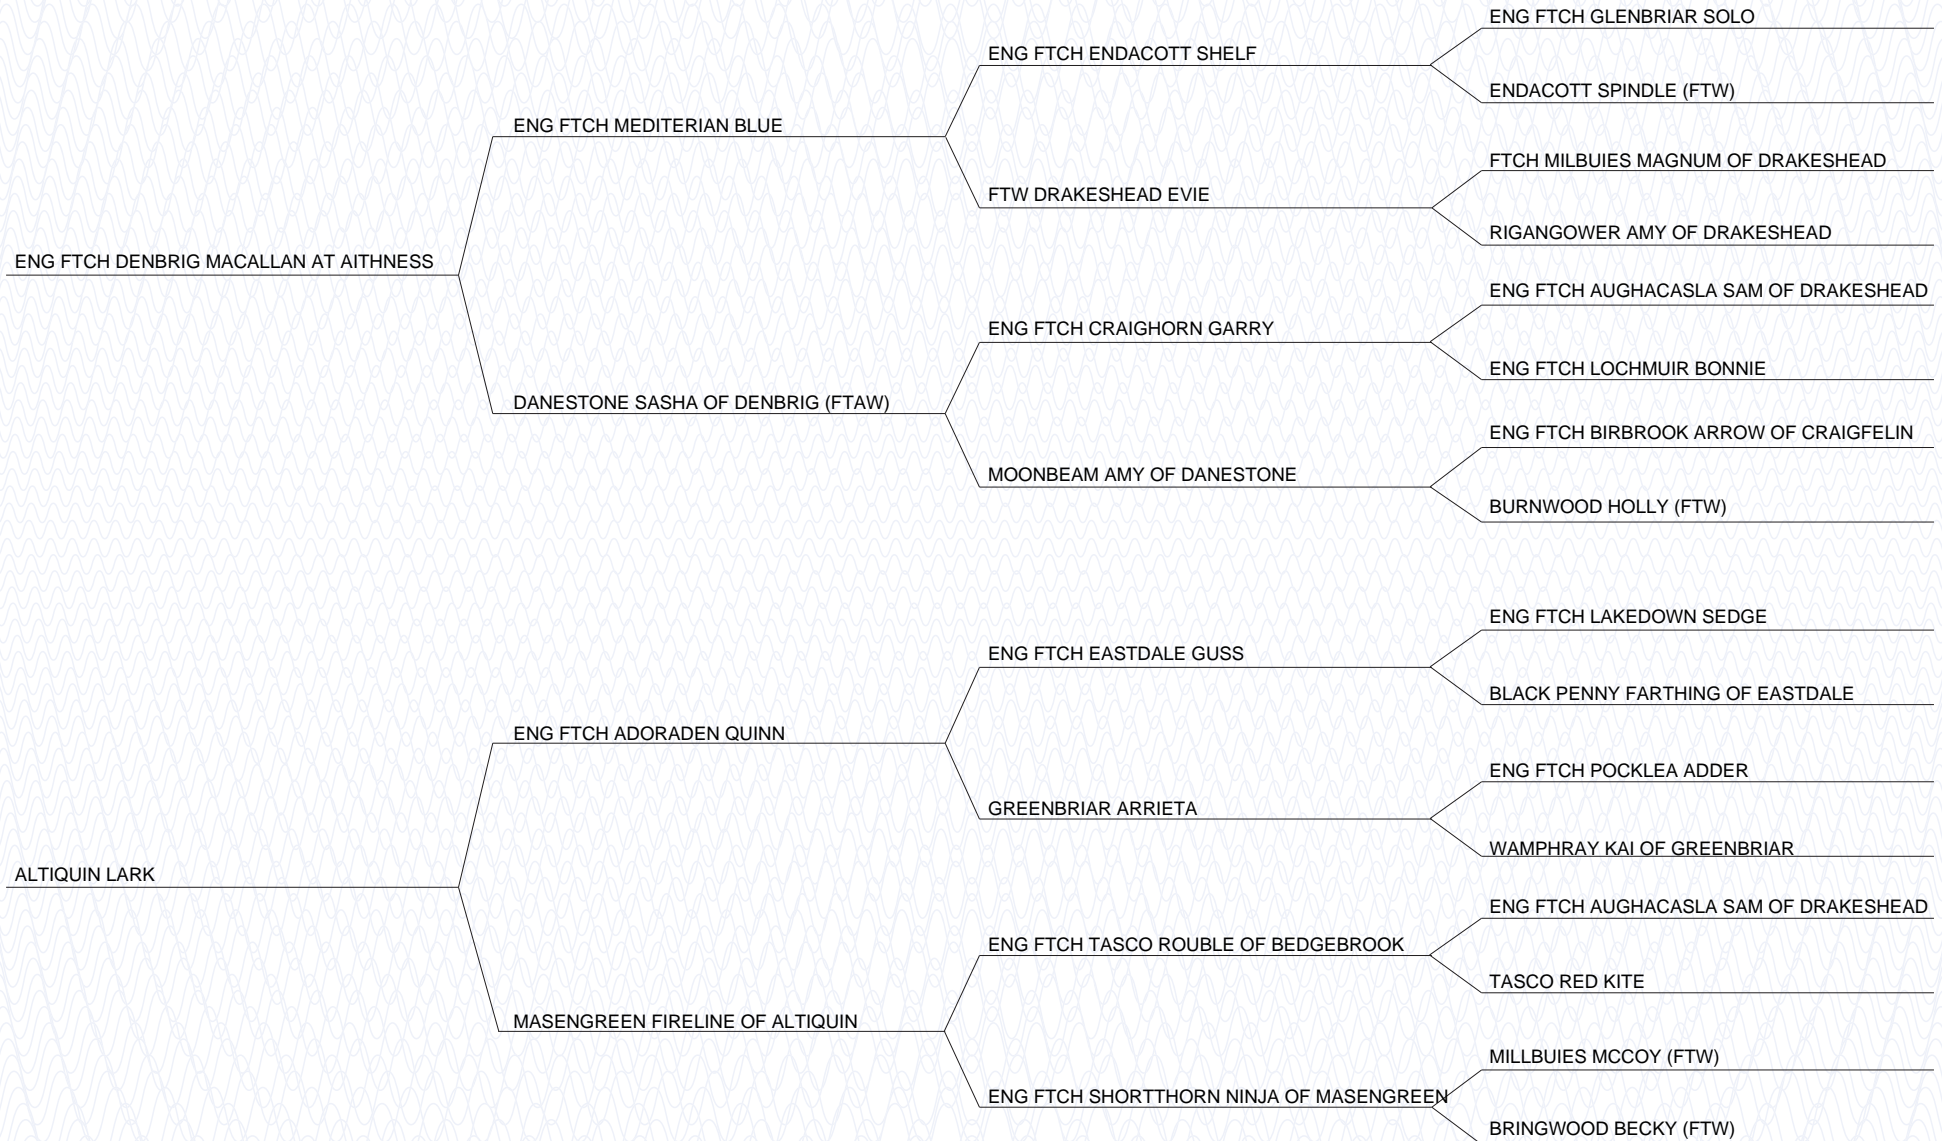 ENG FTCH GLENBRIAR SOLO
ENG FTCH ENDACOTT SHELF
ENDACOTT SPINDLE (FTW)
ENG FTCH MEDITERIAN BLUE
FTCH MILBUIES MAGNUM OF DRAKESHEAD
FTW DRAKESHEAD EVIE
RIGANGOWER AMY OF DRAKESHEAD
ENG FTCH DENBRIG MACALLAN AT AITHNESS
ENG FTCH AUGHACASLA SAM OF DRAKESHEAD
ENG FTCH CRAIGHORN GARRY
ENG FTCH LOCHMUIR BONNIE
DANESTONE SASHA OF DENBRIG (FTAW)
ENG FTCH BIRBROOK ARROW OF CRAIGFELIN
MOONBEAM AMY OF DANESTONE
BURNWOOD HOLLY (FTW)
ENG FTCH LAKEDOWN SEDGE
ENG FTCH EASTDALE GUSS
BLACK PENNY FARTHING OF EASTDALE
ENG FTCH ADORADEN QUINN
ENG FTCH POCKLEA ADDER
GREENBRIAR ARRIETA
WAMPHRAY KAI OF GREENBRIAR
ALTIQUIN LARK
ENG FTCH AUGHACASLA SAM OF DRAKESHEAD
ENG FTCH TASCO ROUBLE OF BEDGEBROOK
TASCO RED KITE
MASENGREEN FIRELINE OF ALTIQUIN
MILLBUIES MCCOY (FTW)
ENG FTCH SHORTTHORN NINJA OF MASENGREEN
BRINGWOOD BECKY (FTW)